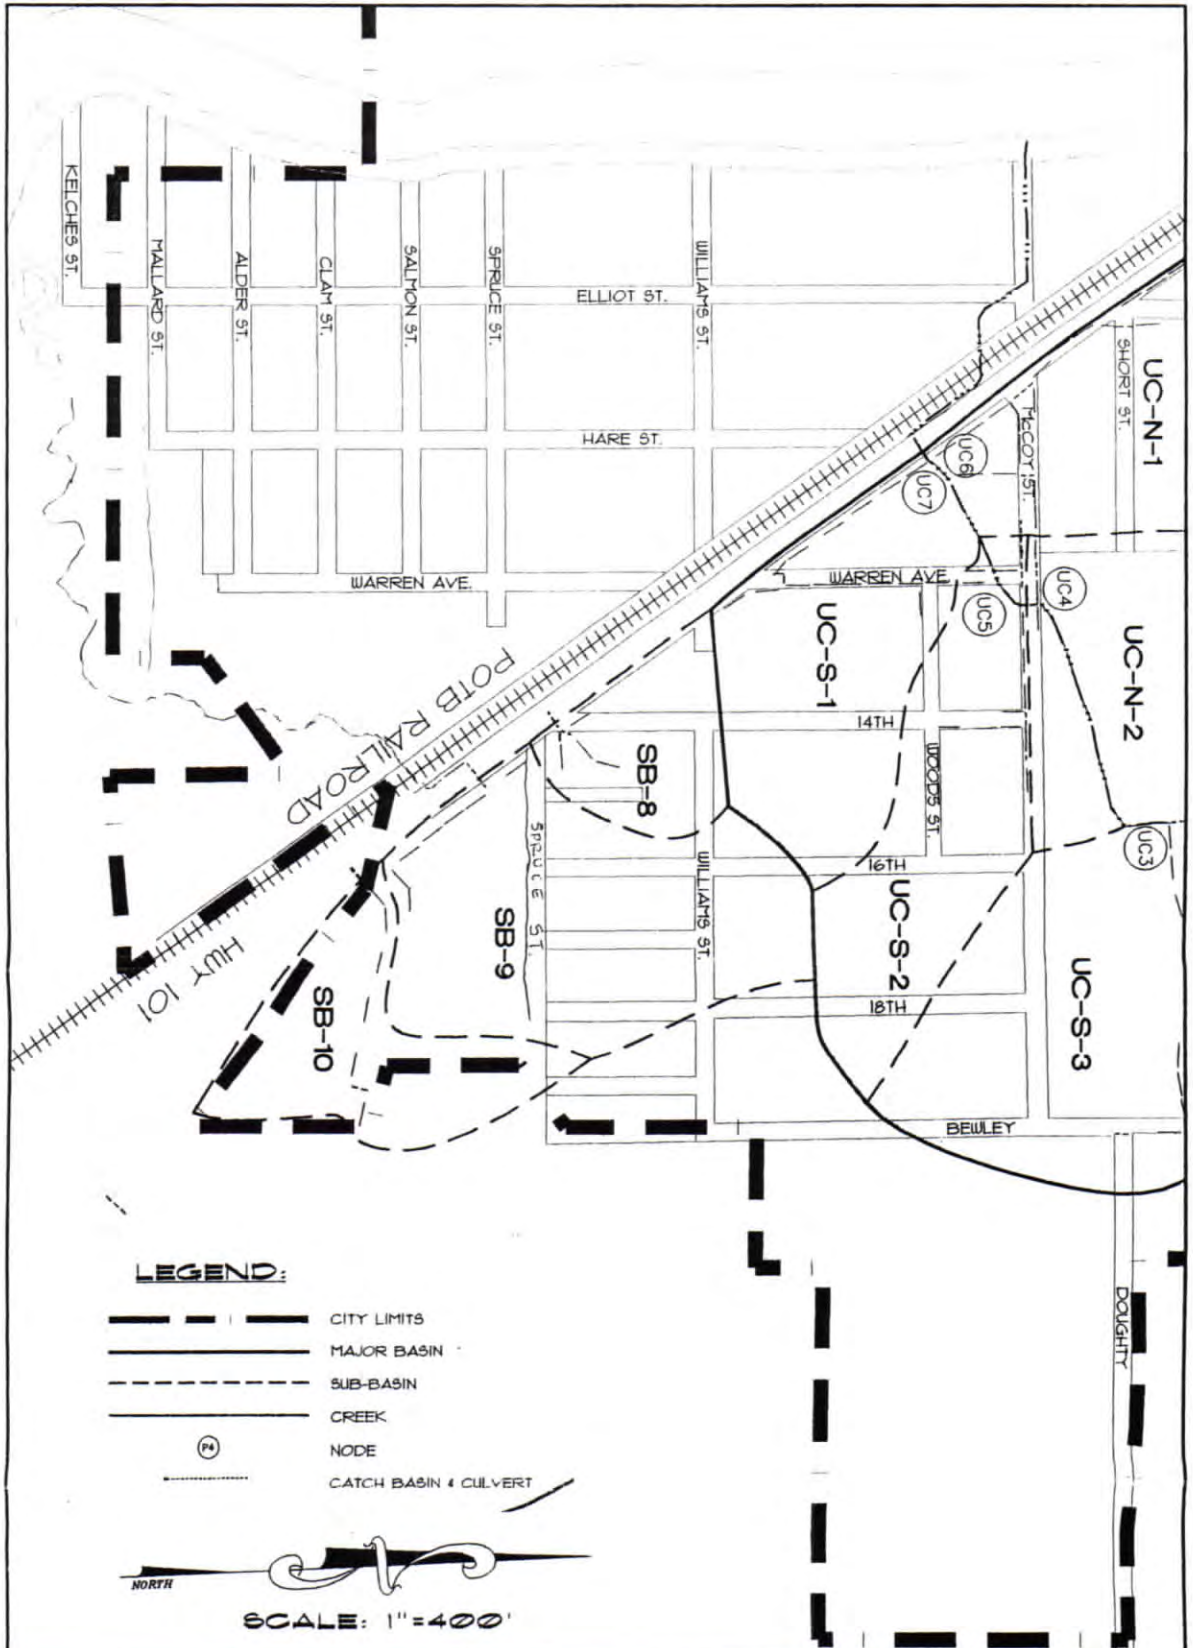 KELCHES ST.
MALLARD ST.
ALDER ST.
CLAM ST.
SALMON ST.
SPRUCE ST.
WILLIAMS ST.
ELLIOT ST.
HARE ST.
WARREN AVE.
McCOY ST.
SHORT ST.
UC-N-1
UC6
UC7
WARREN AVE.
UC4
UC5
UC-S-1
UC-N-2
POTB RAILROAD
14TH
WOODS ST.
SB-8
UC3
SPRUCE ST.
16TH
WILLIAMS ST.
UC-S-2
SB-9
HWY 101
SB-10
18TH
UC-S-3
BEWLEY
DOUGHTY
LEGEND:
CITY LIMITS
MAJOR BASIN
SUB-BASIN
CREEK
P4
NODE
CATCH BASIN & CULVERT
NORTH
SCALE: 1"=400'